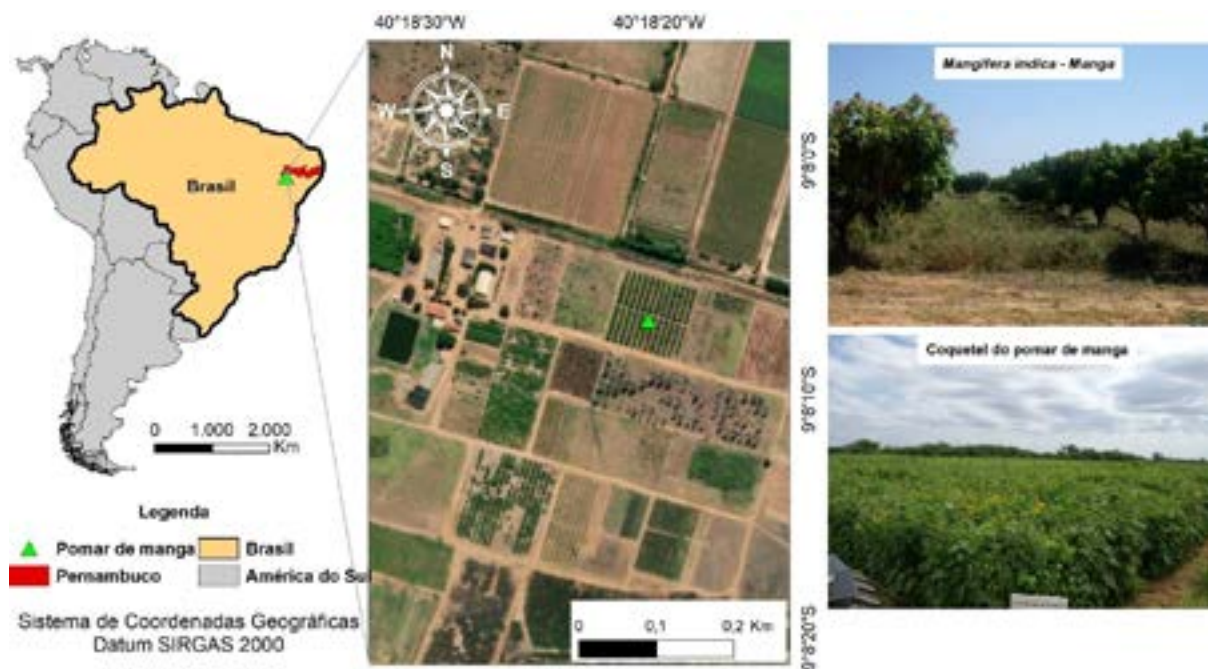 40°18'30"W
40°18'20"W
N
W
E
S
Brasil
0 1.000 2.000
Km
Legenda
Pomar de manga
Brasil
Pernambuco
América do Su
Sistema de Coordenadas Geográficas
Datum SIRGAS 2000
0 0,1 0,2 Km
9°8'0"S
9°8'10"S
9°8'20"S
Mangifera indica - Manga
Coquetel do pomar de manga